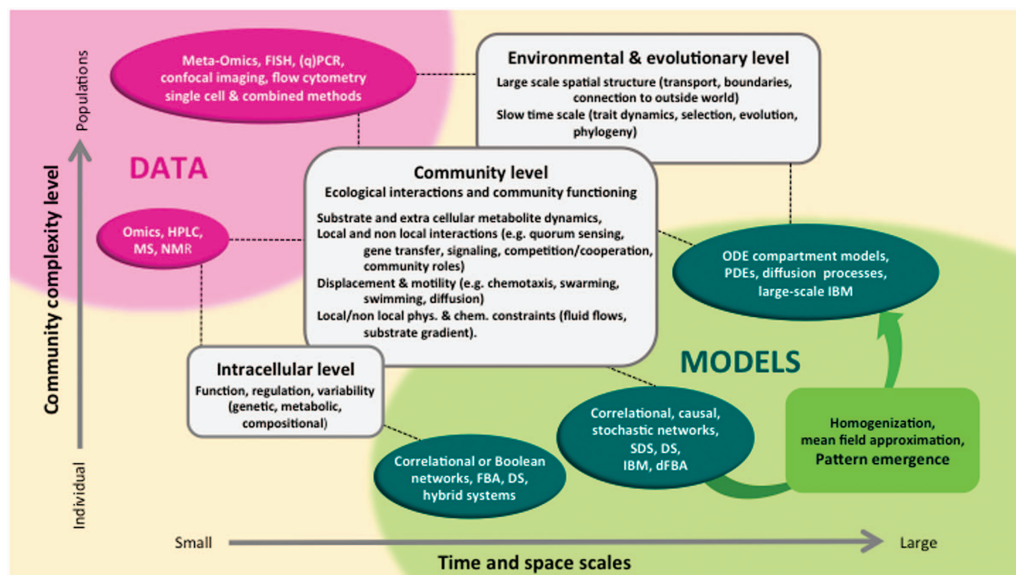 Meta-Omics, FISH, (q)PCR,
confocal imaging, flow cytometry
single cell & combined methods
Environmental & evolutionary level
Large scale spatial structure (transport, boundaries,
connection to outside world)
Slow time scale (trait dynamics, selection, evolution,
phylogeny)
Populations
DATA
Community level
Ecological interactions and community functioning
Substrate and extra cellular metabolite dynamics,
Local and non local interactions (e.g. quorum sensing,
gene transfer, signaling, competition/cooperation,
community roles)
Displacement & motility (e.g. chemotaxis, swarming,
swimming, diffusion)
Local/non local phys. & chem. constraints (fluid flows,
substrate gradient).
Omics, HPLC,
MS, NMR
ODE compartment models,
PDEs, diffusion processes,
large-scale IBM
Community complexity level
Intracellular level
Function, regulation, variability
(genetic, metabolic,
compositional)
MODELS
Correlational, causal,
stochastic networks,
SDS, DS,
IBM, dFBA
Homogenization,
mean field approximation,
Pattern emergence
Correlational or Boolean
networks, FBA, DS,
hybrid systems
Individual
Small
Large
Time and space scales